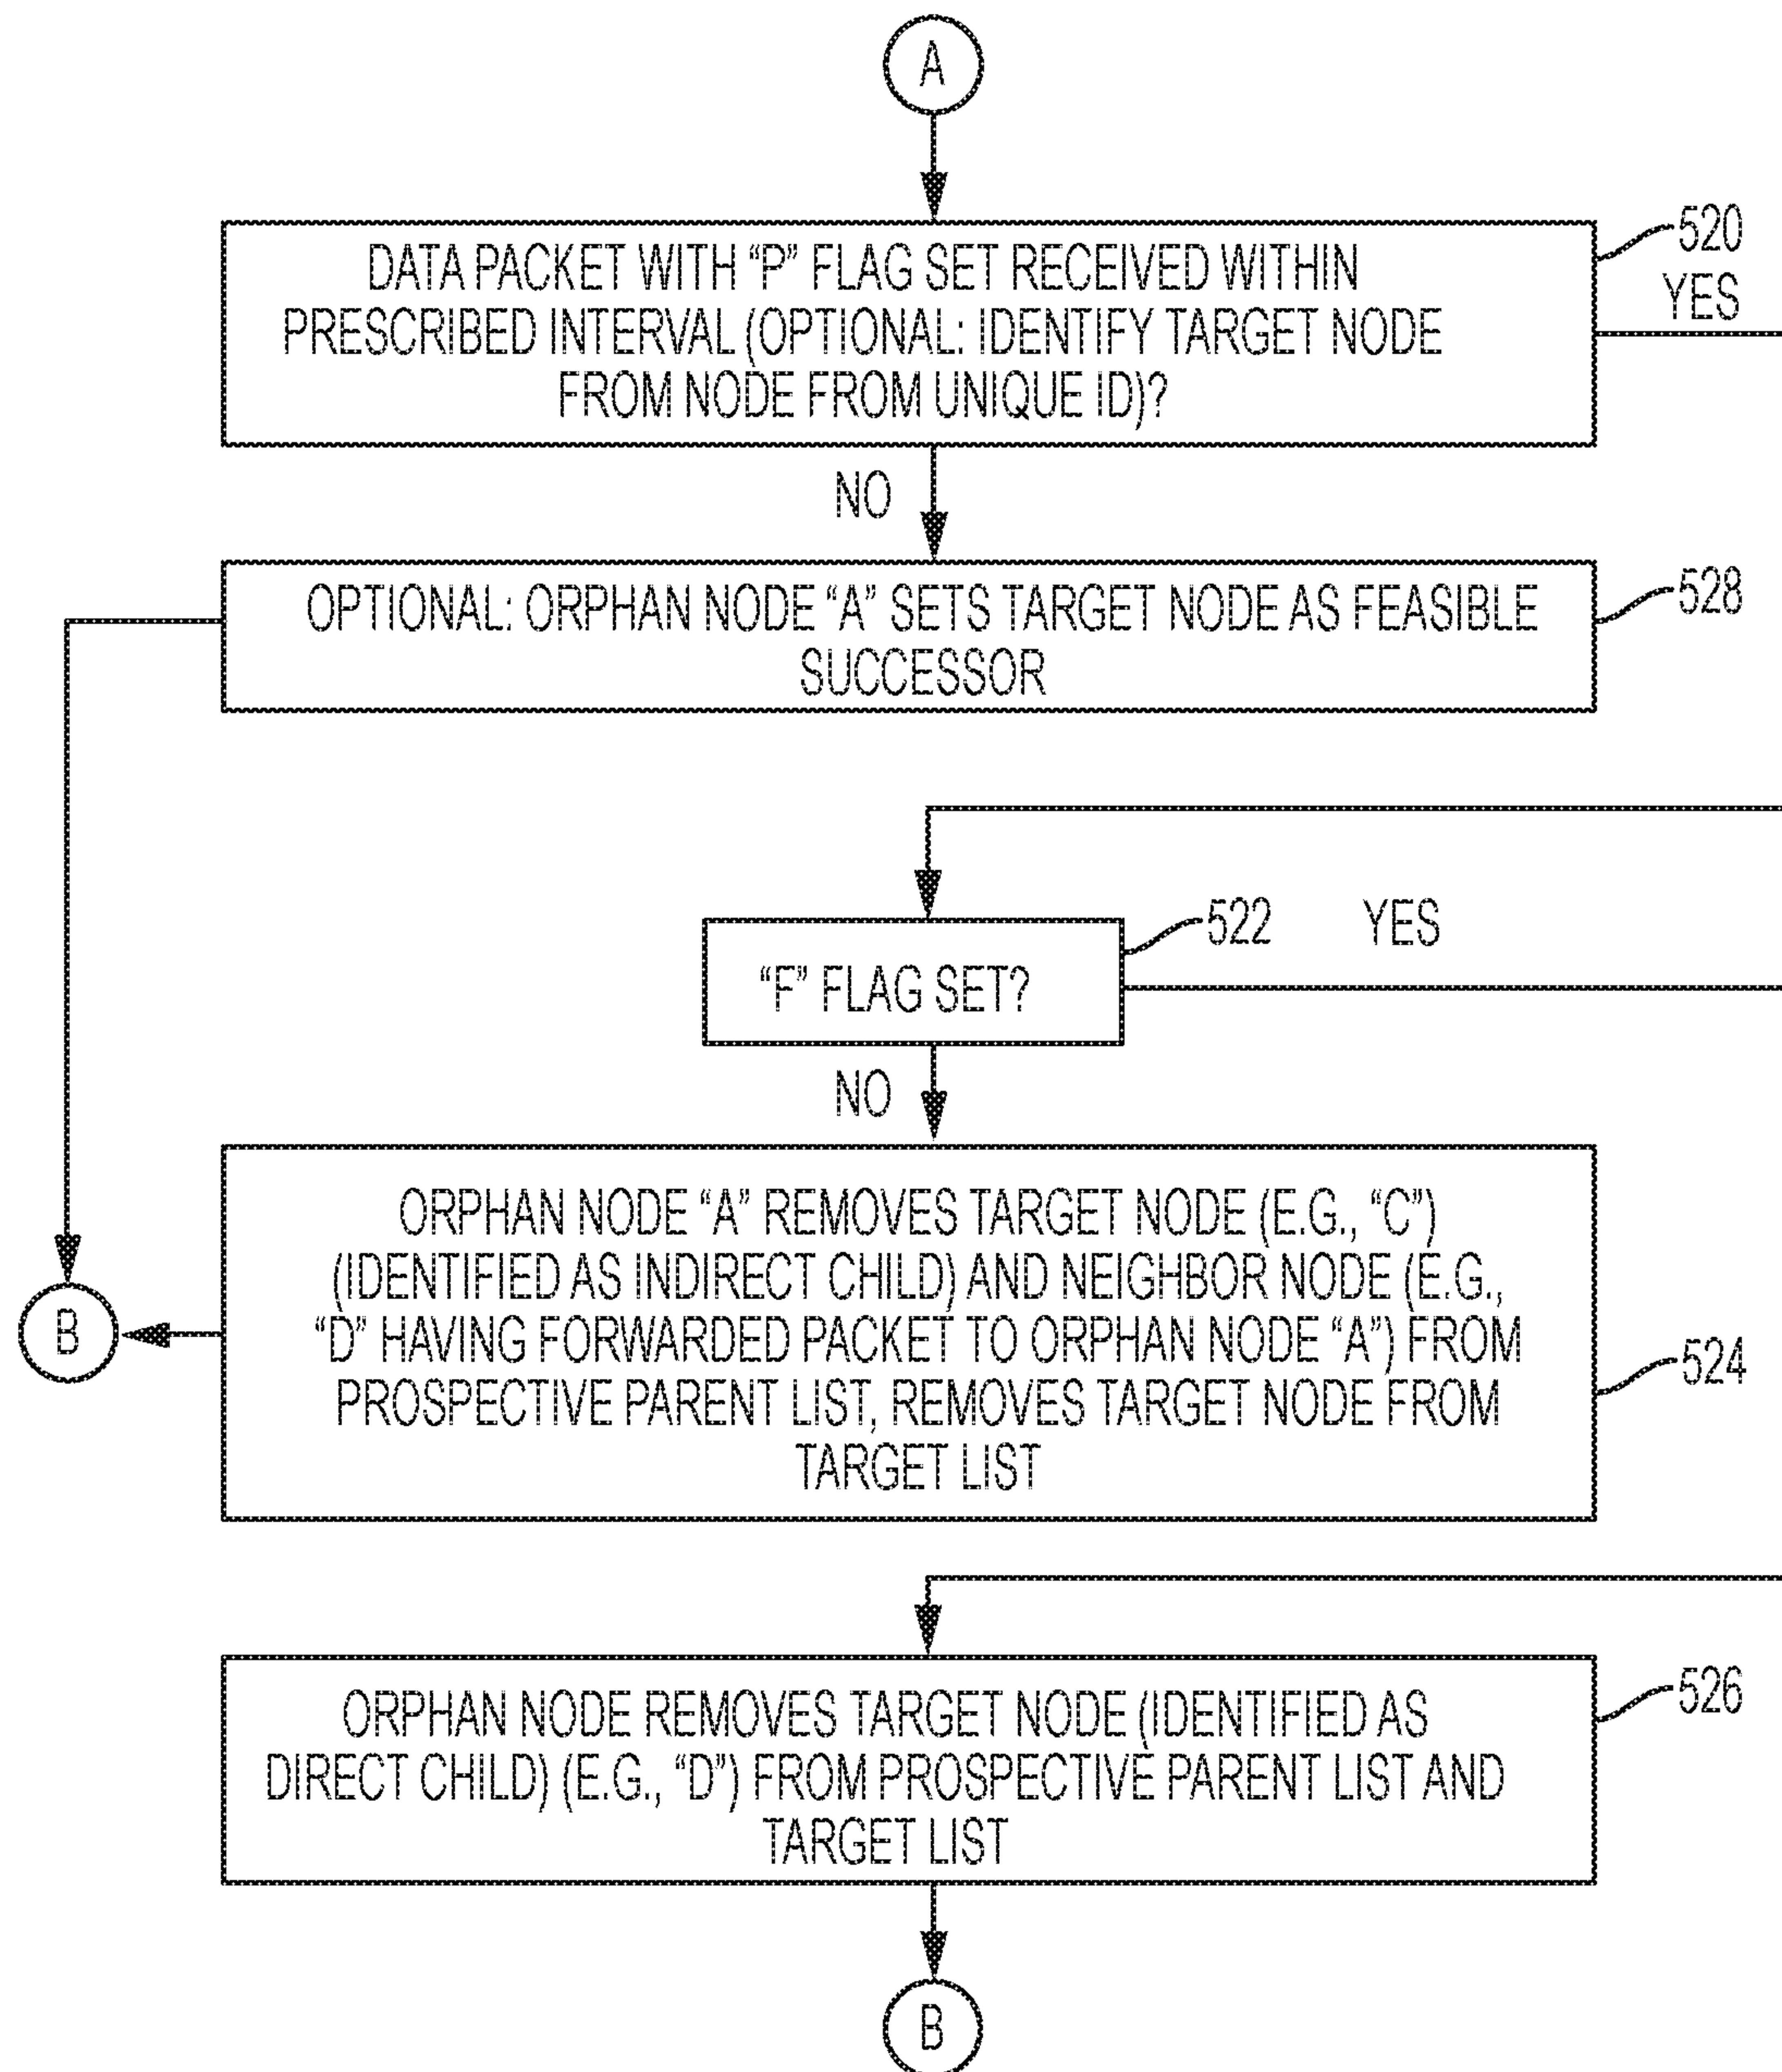 A
DATA PACKET WITH “P” FLAG SET RECEIVED WITHIN
PRESCRIBED INTERVAL (OPTIONAL: IDENTIFY TARGET NODE
FROM NODE FROM UNIQUE ID)?
520
YES
NO
OPTIONAL: ORPHAN NODE “A” SETS TARGET NODE AS FEASIBLE
SUCCESSOR
528
“F” FLAG SET?
522
YES
NO
ORPHAN NODE “A” REMOVES TARGET NODE (E.G., “C”)
(IDENTIFIED AS INDIRECT CHILD) AND NEIGHBOR NODE (E.G.,
“D” HAVING FORWARDED PACKET TO ORPHAN NODE “A”) FROM
PROSPECTIVE PARENT LIST, REMOVES TARGET NODE FROM
TARGET LIST
524
B
ORPHAN NODE REMOVES TARGET NODE (IDENTIFIED AS
DIRECT CHILD) (E.G., “D”) FROM PROSPECTIVE PARENT LIST AND
TARGET LIST
526
B